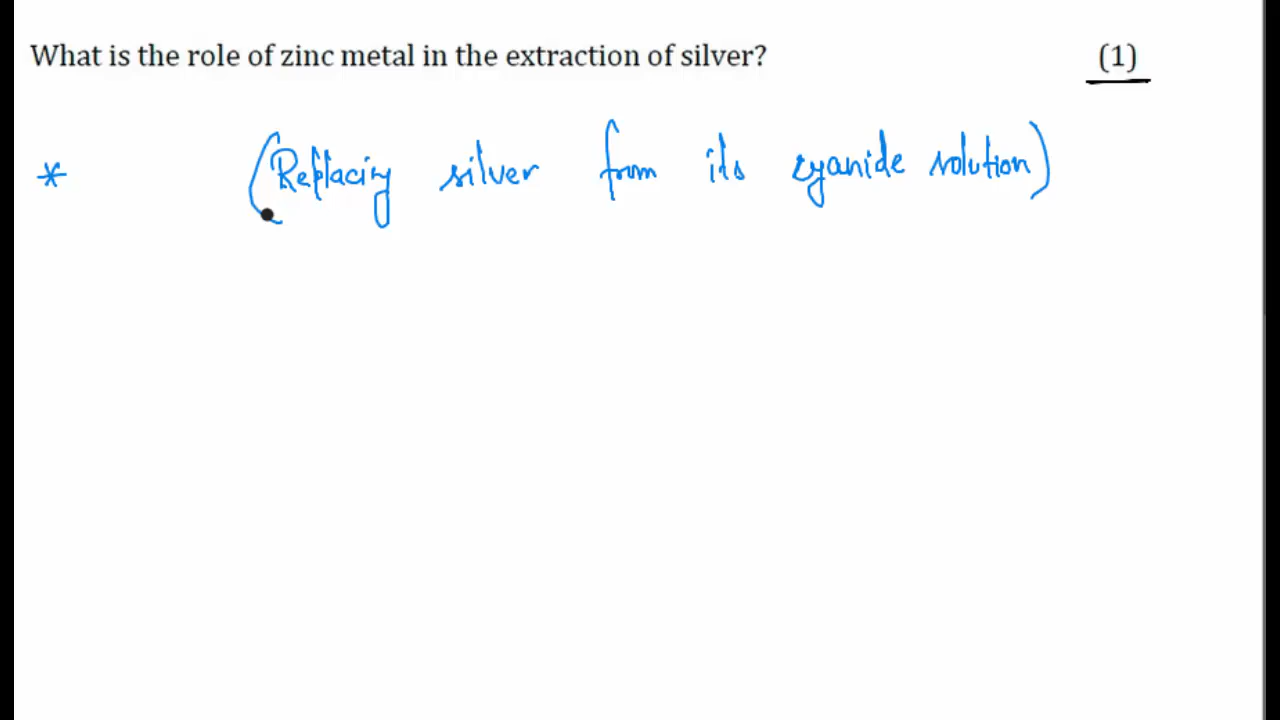 What is the role of zinc metal in the extraction of silver? (1)
* (Replacing silver from its cyanide solution)